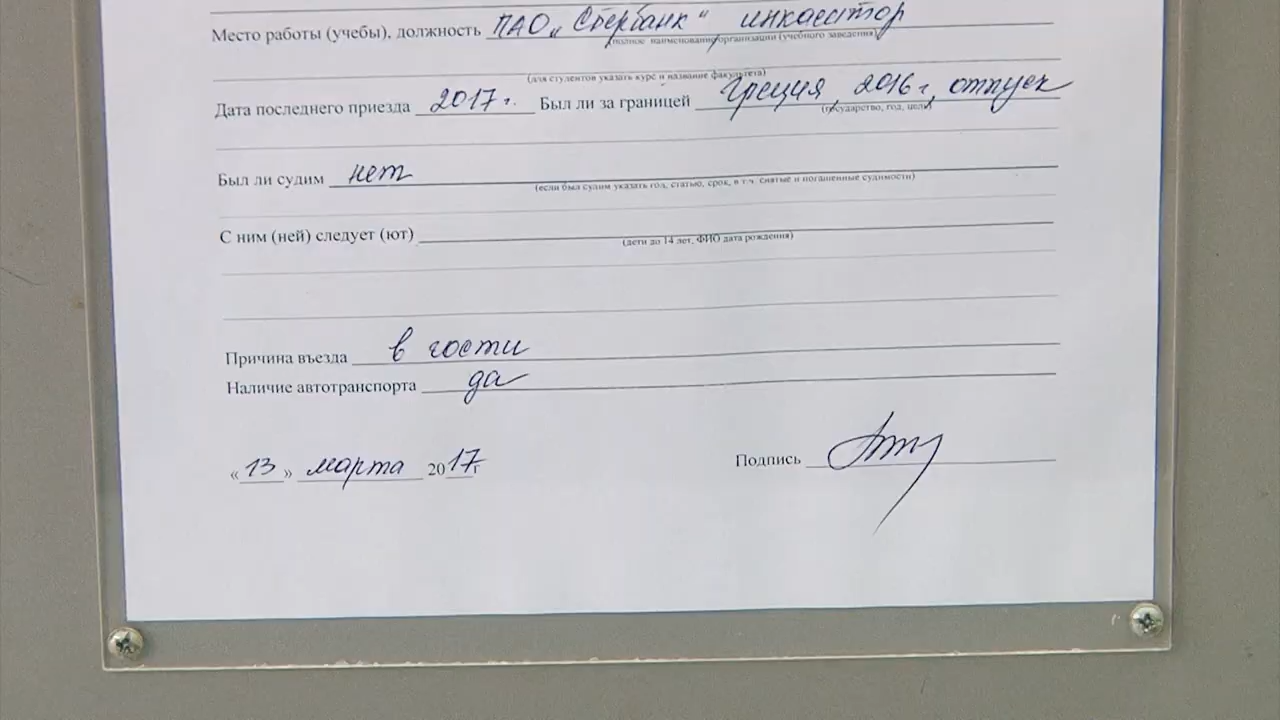 Место работы (учебы), должность ПАО „Сбербанк" инкассатор
(полное наименование организации (учебного заведения)
(для студентов указать курс и название факультета)
Дата последнего приезда 2017 г. Был ли за границей Греция, 2016 г, отпуск
(государство, год, цель)
Был ли судим нет
(если был судим указать год, статью, срок, в т.ч. снятые и погашенные судимости)
С ним (ней) следует (ют)
(дети до 14 лет, ФИО дата рождения)
Причина въезда в гости
Наличие автотранспорта да
« 13 » марта 2017 г Подпись